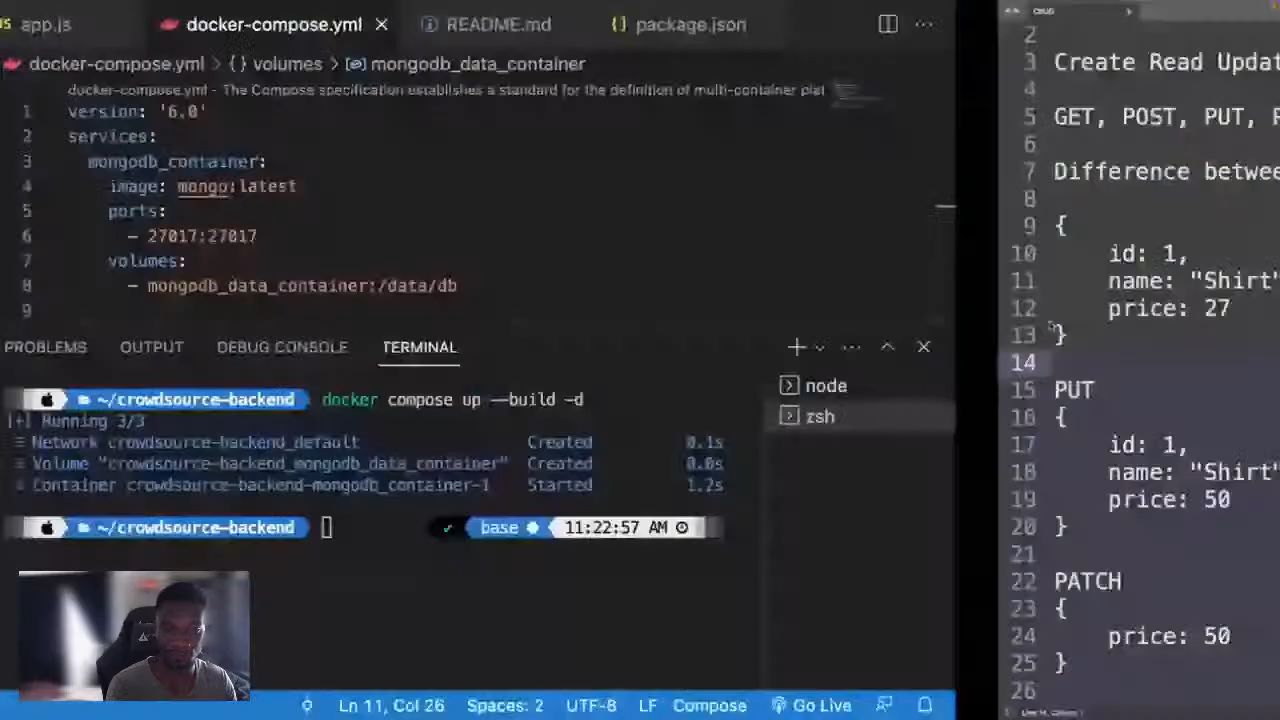 JS app.js
docker-compose.yml
README.md
{} package.json
docker-compose.yml > {} volumes > mongodb_data_container
docker-compose.yml - The Compose specification establishes a standard for the definition of multi-container plat
1 version: '6.0'
2 services:
3 mongodb_container:
4 image: mongo:latest
5 ports:
6 - 27017:27017
7 volumes:
8 - mongodb_data_container:/data/db
9
PROBLEMS OUTPUT DEBUG CONSOLE TERMINAL
node
zsh
~/crowdsource-backend docker compose up --build -d
[+] Running 3/3
Network crowdsource-backend_default Created 0.1s
Volume "crowdsource-backend_mongodb_data_container" Created 0.0s
Container crowdsource-backend-mongodb_container-1 Started 1.2s
~/crowdsource-backend ✓ base 11:22:57 AM
Ln 11, Col 26 Spaces: 2 UTF-8 LF Compose Go Live
2
3 Create Read Updat
4
5 GET, POST, PUT, P
6
7 Difference betwee
8
9 {
10 id: 1,
11 name: "Shirt"
12 price: 27
13 }
14
15 PUT
16 {
17 id: 1,
18 name: "Shirt"
19 price: 50
20 }
21
22 PATCH
23 {
24 price: 50
25 }
26